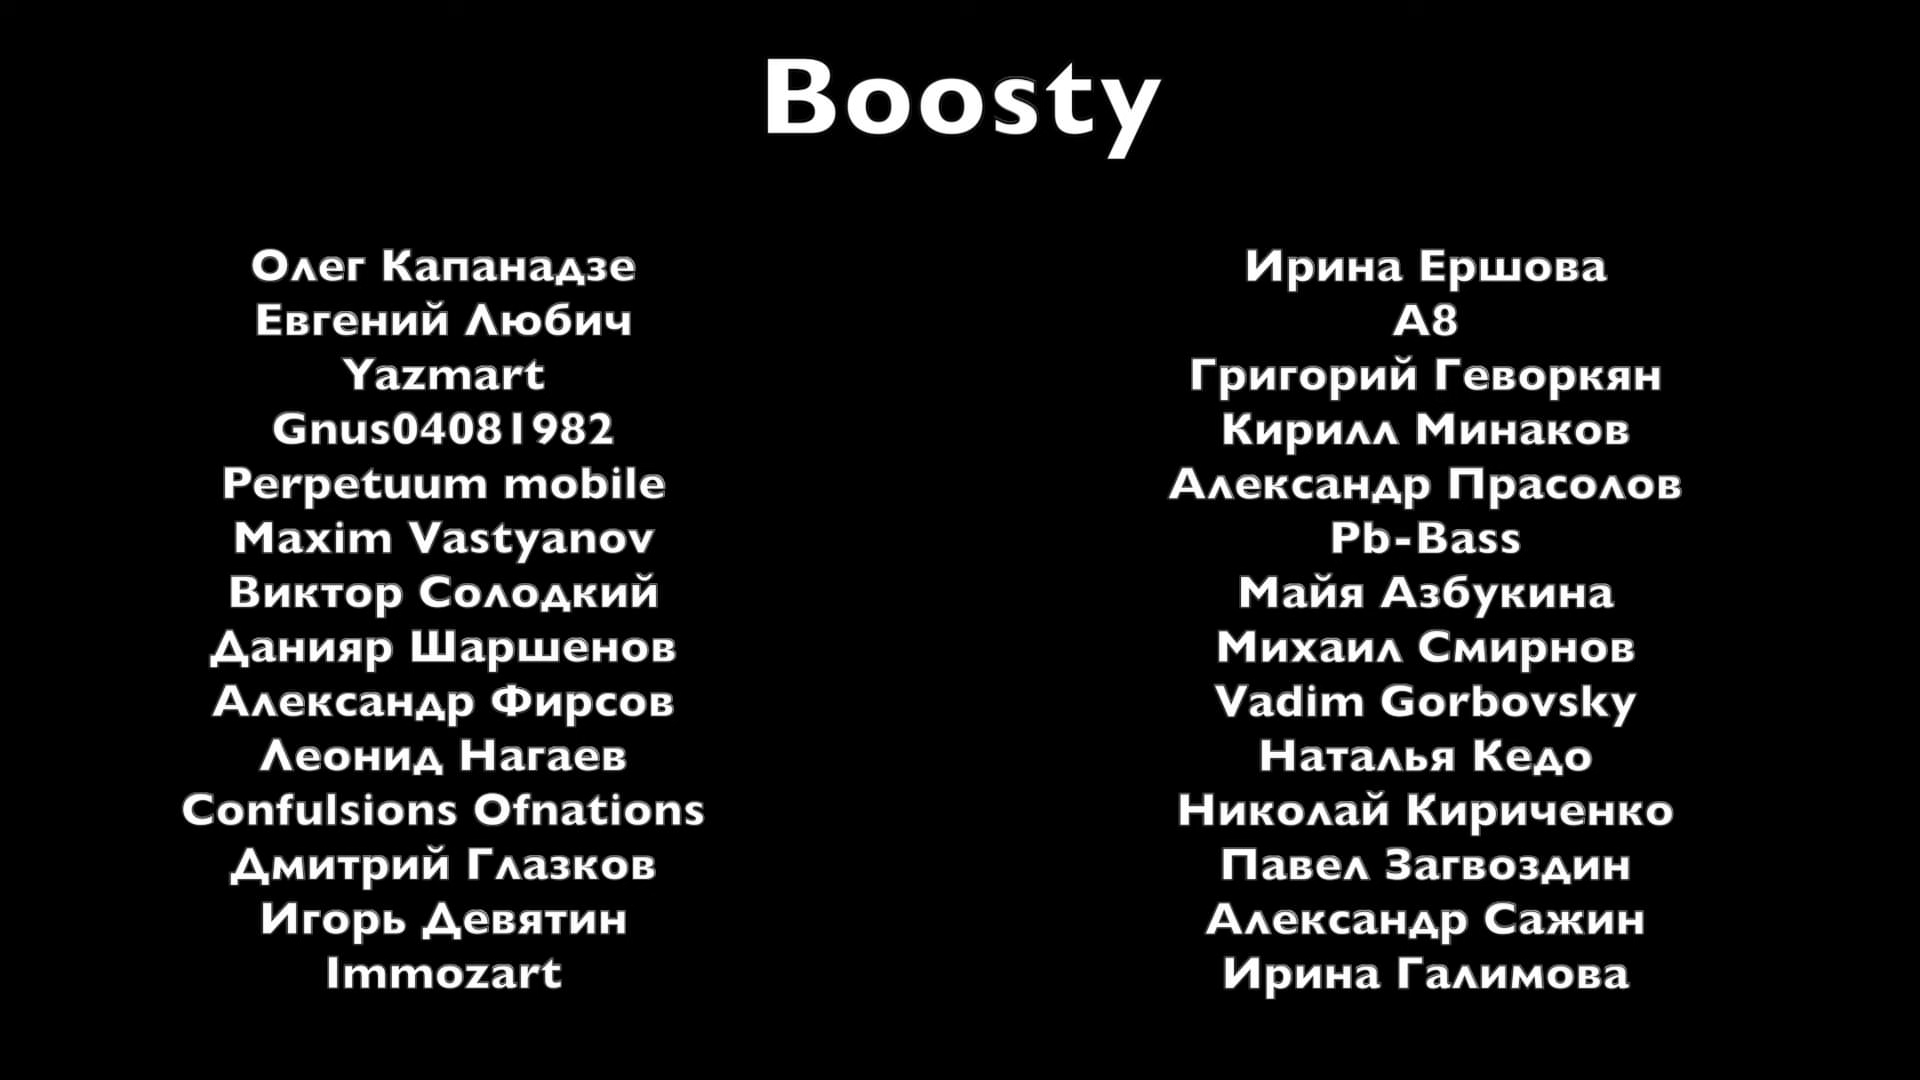 Boosty
Олег Капанадзе
Евгений Любич
Yazmart
Gnus04081982
Perpetuum mobile
Maxim Vastyanov
Виктор Солодкий
Данияр Шаршенов
Александр Фирсов
Леонид Нагаев
Confulsions Ofnations
Дмитрий Глазков
Игорь Девятин
Immozart
Ирина Ершова
A8
Григорий Геворкян
Кирилл Минаков
Александр Прасолов
Pb-Bass
Майя Азбукина
Михаил Смирнов
Vadim Gorbovsky
Наталья Кедо
Николай Кириченко
Павел Загвоздин
Александр Сажин
Ирина Галимова